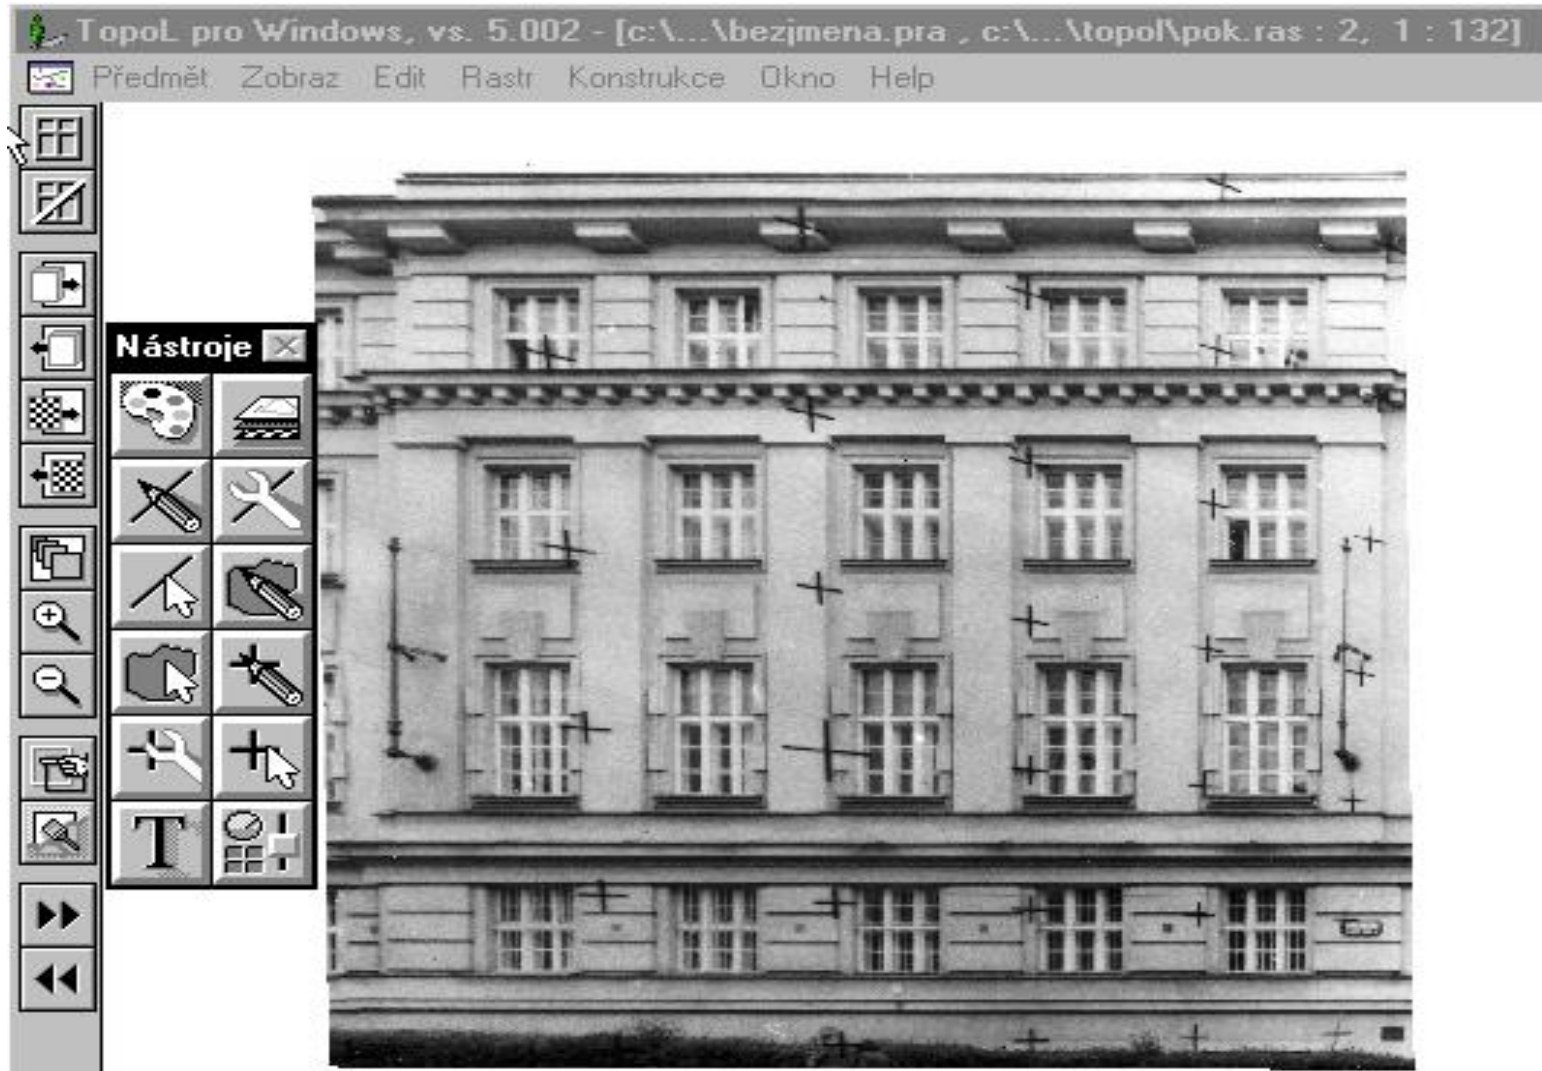 TopoL pro Windows, vs. 5.002 - [c:\...\bezjmena.pra , c:\...\topol\pok.ras : 2, 1 : 132]
Předmět Zobraz Edit Rastr Konstrukce Okno Help
Nástroje
T